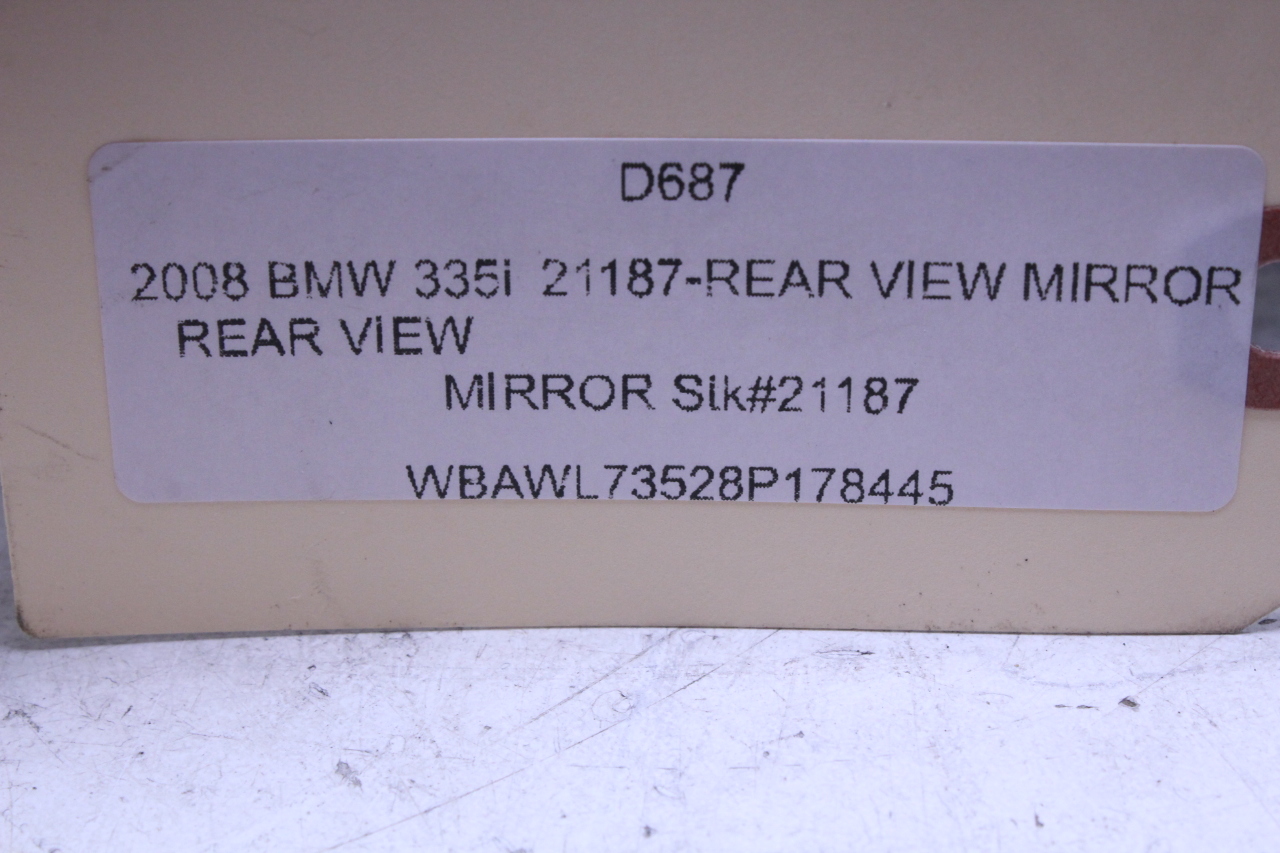 D687
2008 BMW 335i 21187-REAR VIEW MIRROR
REAR VIEW
MIRROR Stk#21187
WBAWL73528P178445